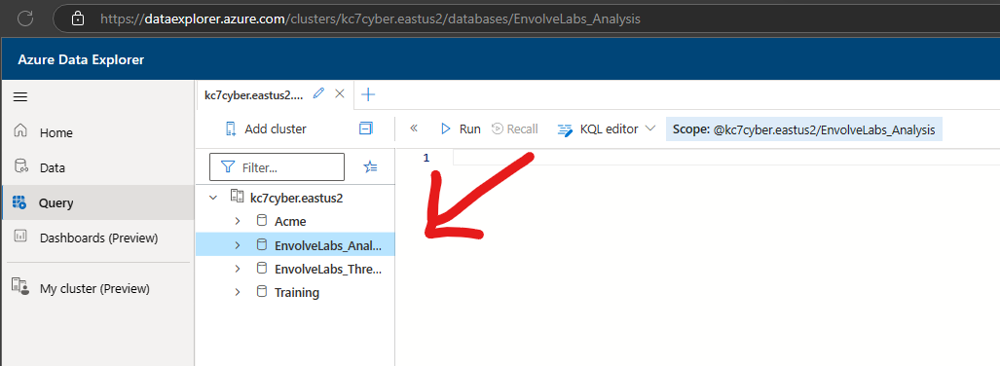 https://dataexplorer.azure.com/clusters/kc7cyber.eastus2/databases/EnvolveLabs_Analysis
Azure Data Explorer
kc7cyber.eastus2....
Home
Data
Query
Dashboards (Preview)
My cluster (Preview)
Add cluster
Filter...
kc7cyber.eastus2
Acme
EnvolveLabs_Anal...
EnvolveLabs_Thre...
Training
Run
Recall
KQL editor
Scope: @kc7cyber.eastus2/EnvolveLabs_Analysis
1